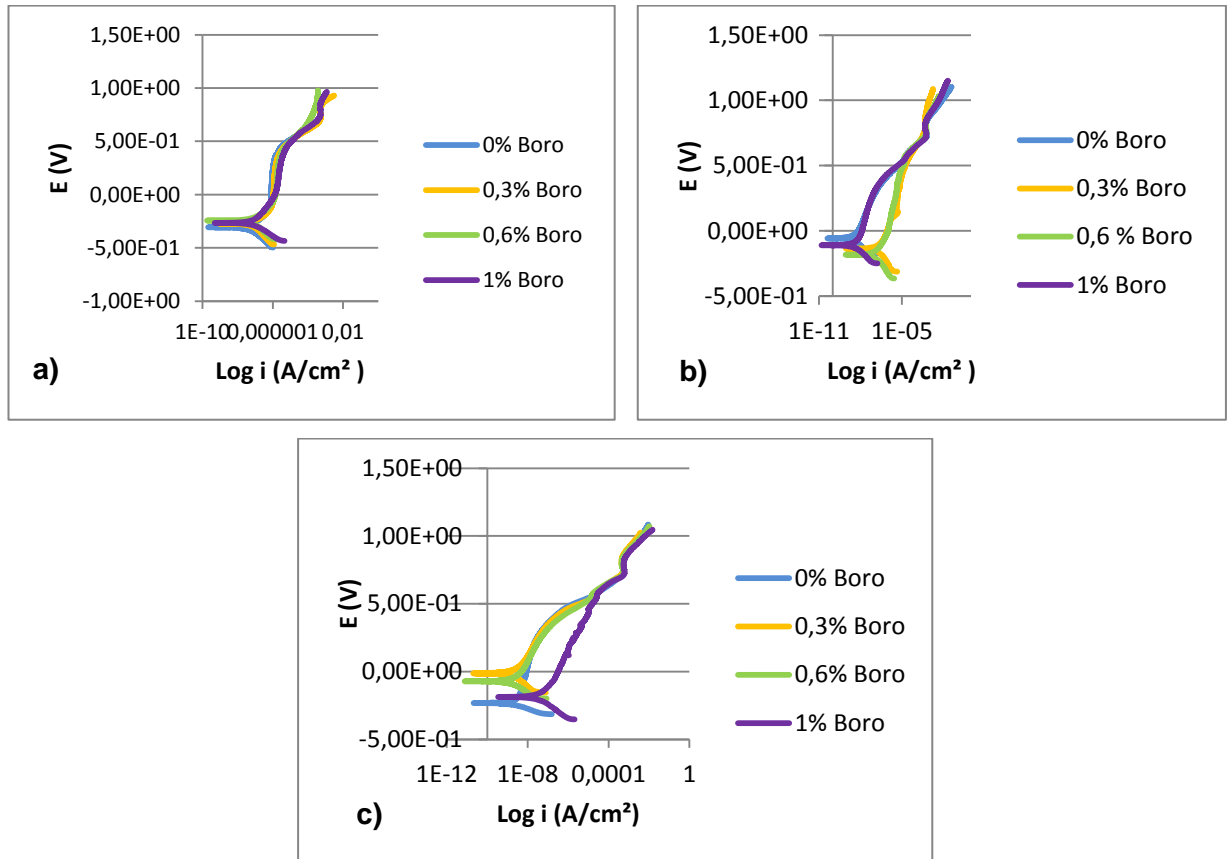 1,50E+00
1,00E+00
5,00E-01
0,00E+00
-5,00E-01
-1,00E+00
1E-10 0,000001 0,01
E (V)
Log i (A/cm² )
a)
0% Boro
0,3% Boro
0,6% Boro
1% Boro
1,50E+00
1,00E+00
5,00E-01
0,00E+00
-5,00E-01
1E-11 1E-05
E (V)
Log i (A/cm²)
b)
0% Boro
0,3% Boro
0,6 % Boro
1% Boro
1,50E+00
1,00E+00
5,00E-01
0,00E+00
-5,00E-01
1E-12 1E-08 0,0001 1
E (V)
Log i (A/cm²)
c)
0% Boro
0,3% Boro
0,6% Boro
1% Boro